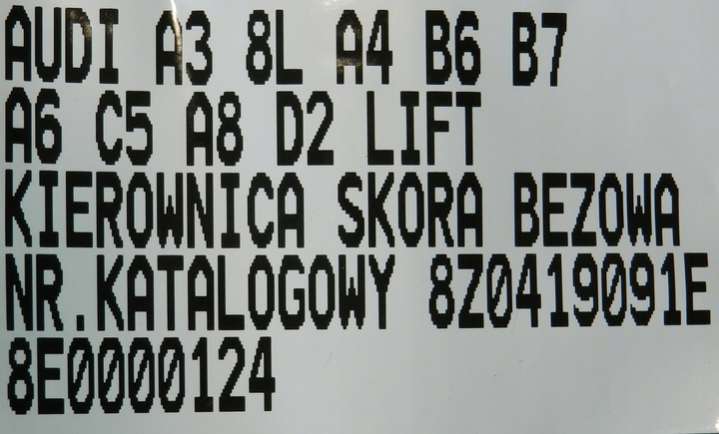 AUDI A3 8L A4 B6 B7
A6 C5 A8 D2 LIFT
KIEROWNICA SKORA BEZOWA
NR.KATALOGOWY 8Z0419091E
8E0000124